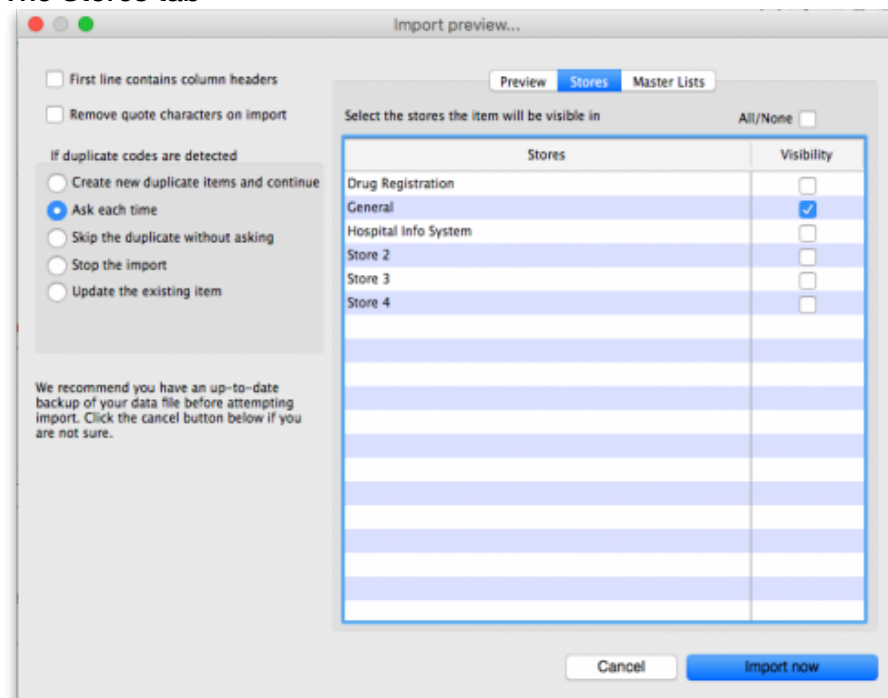 The Stores tab
Import preview...
First line contains column headers
Remove quote characters on import
If duplicate codes are detected
Create new duplicate items and continue
Ask each time
Skip the duplicate without asking
Stop the import
Update the existing item
We recommend you have an up-to-date
backup of your data file before attempting
import. Click the cancel button below if you
are not sure.
Preview Stores Master Lists
Select the stores the item will be visible in All/None
Stores Visibility
Drug Registration
General
Hospital Info System
Store 2
Store 3
Store 4
Cancel Import now